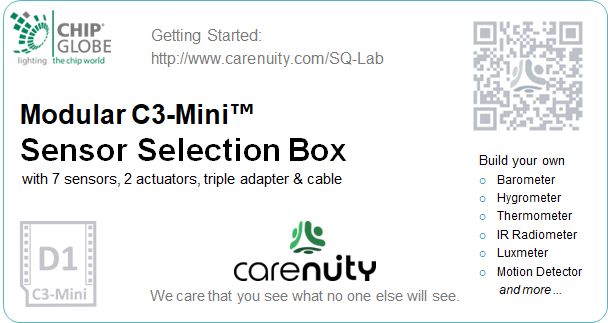 CHIP
GLOBE
lighting the chip world
Getting Started:
http://www.carenuity.com/SQ-Lab
Modular C3-Mini™
Sensor Selection Box
with 7 sensors, 2 actuators, triple adapter & cable
Build your own
Barometer
Hygrometer
Thermometer
IR Radiometer
Luxmeter
Motion Detector
and more ...
D1
C3-Mini
carenuity
We care that you see what no one else will see.